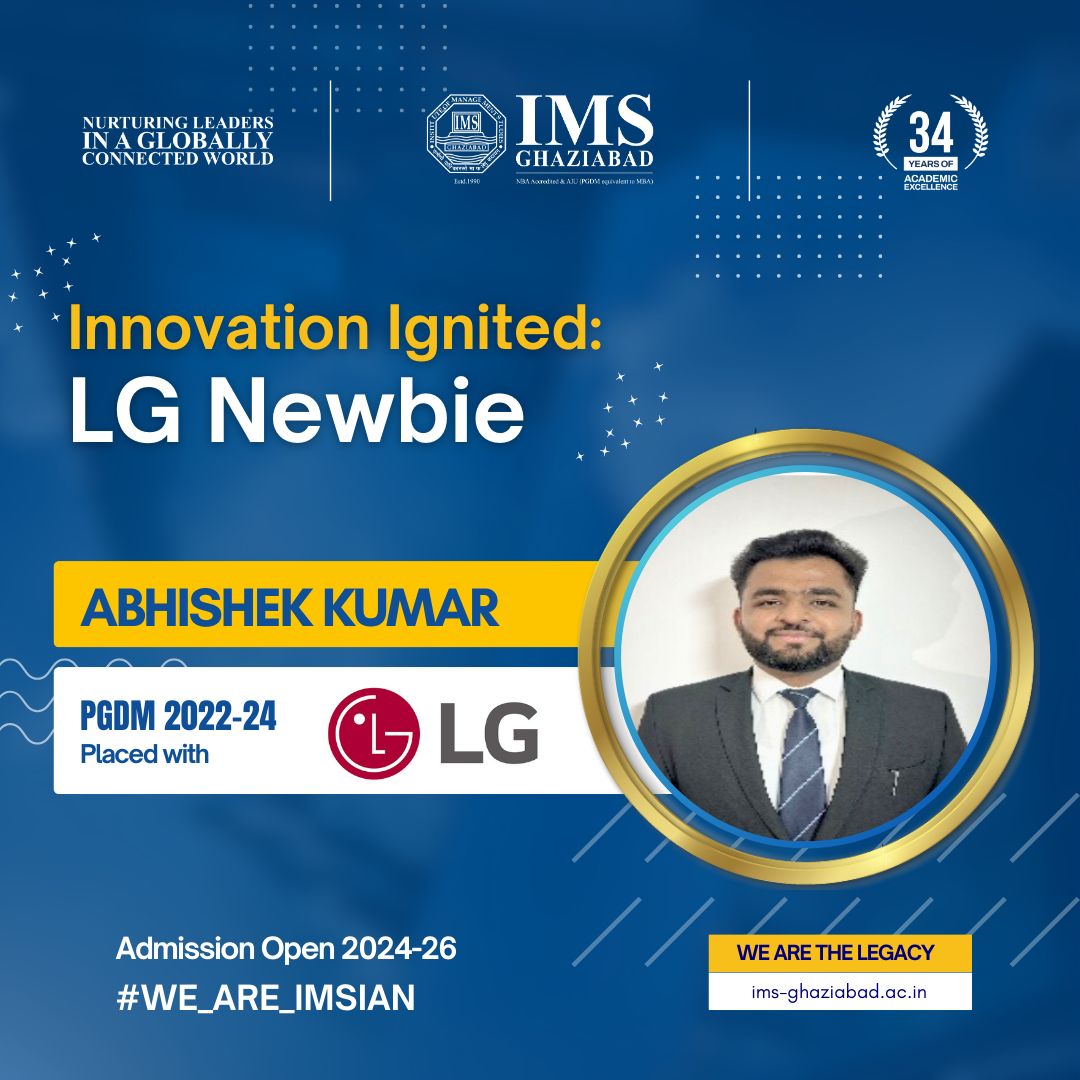 NURTURING LEADERS
IN A GLOBALLY
CONNECTED WORLD
IMS
GHAZIABAD
Estd.1990
IMS
GHAZIABAD
NBA Accredited & AIU (PGDM equivalent to MBA)
34
YEARS OF
ACADEMIC
EXCELLENCE
Innovation Ignited:
LG Newbie
ABHISHEK KUMAR
PGDM 2022-24
Placed with
LG
Admission Open 2024-26
#WE_ARE_IMSIAN
WE ARE THE LEGACY
ims-ghaziabad.ac.in